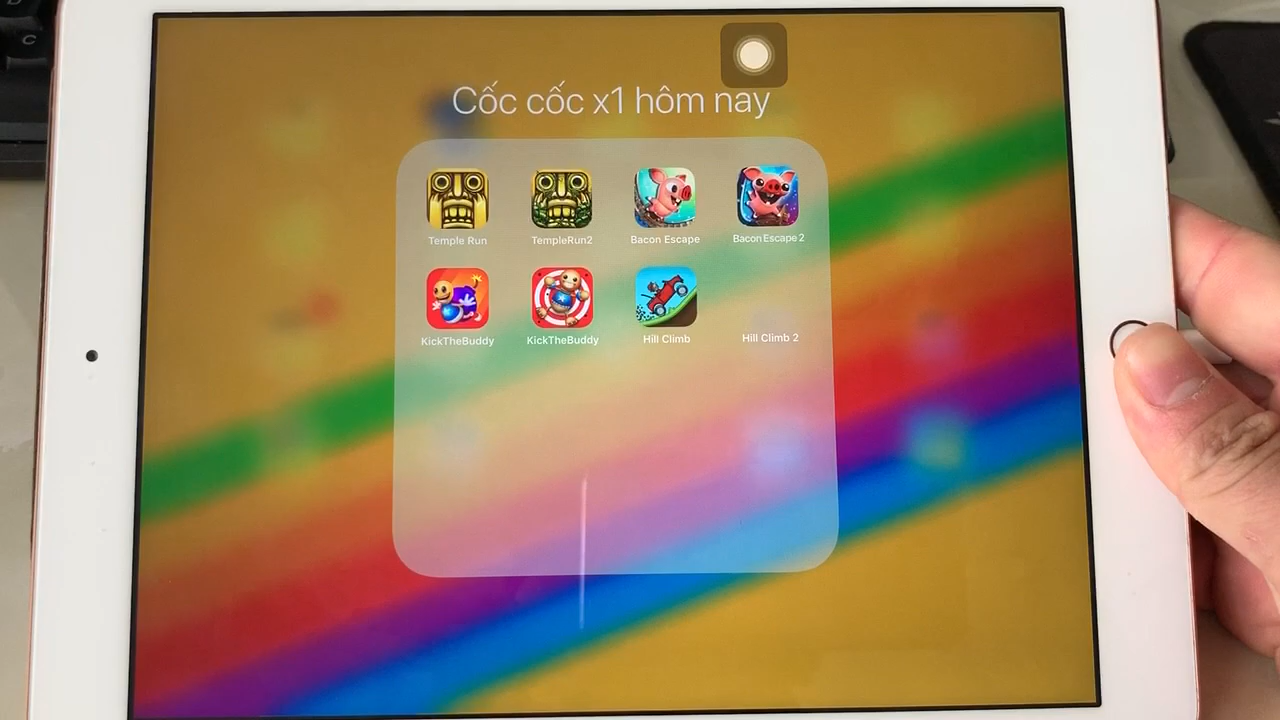 C
Cốc cốc x1 hôm nay
Temple Run
TempleRun2
Bacon Escape
Bacon Escape 2
KickTheBuddy
KickTheBuddy
Hill Climb
Hill Climb 2